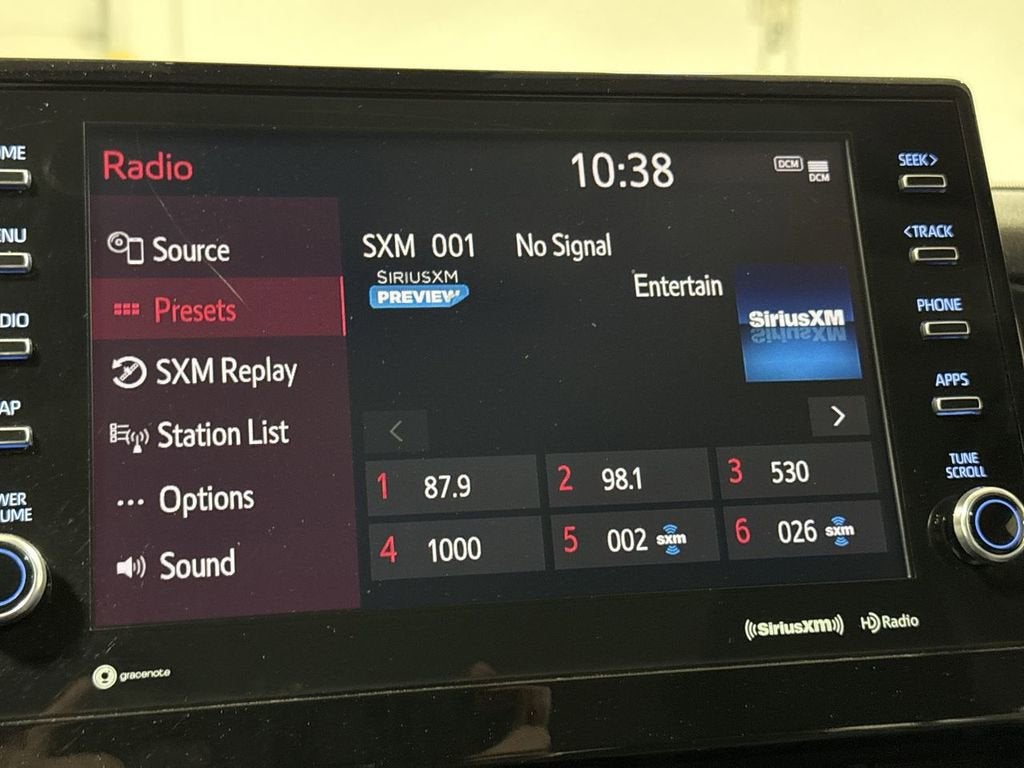 Radio
10:38
DCM
DCM
Source
Presets
SXM Replay
Station List
Options
Sound
SXM 001 No Signal
SIRIUSXM
PREVIEW
Entertain
SiriusXM
1 87.9
2 98.1
3 530
4 1000
5 002 sxm
6 026 sxm
SEEK>
<TRACK
PHONE
APPS
TUNE
SCROLL
((SiriusXM))
HD Radio
gracenote